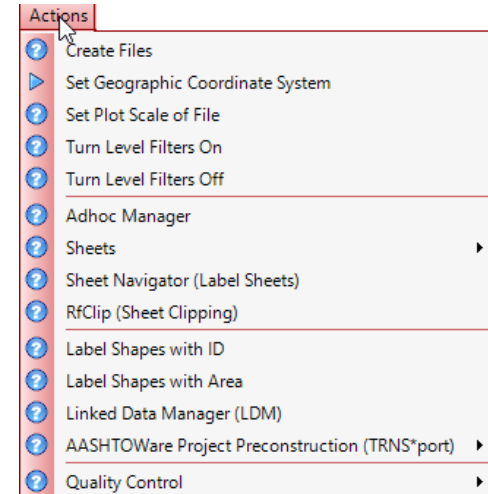 Actions
Create Files
Set Geographic Coordinate System
Set Plot Scale of File
Turn Level Filters On
Turn Level Filters Off
Adhoc Manager
Sheets
Sheet Navigator (Label Sheets)
RfClip (Sheet Clipping)
Label Shapes with ID
Label Shapes with Area
Linked Data Manager (LDM)
AASHTOWare Project Preconstruction (TRNS*port)
Quality Control